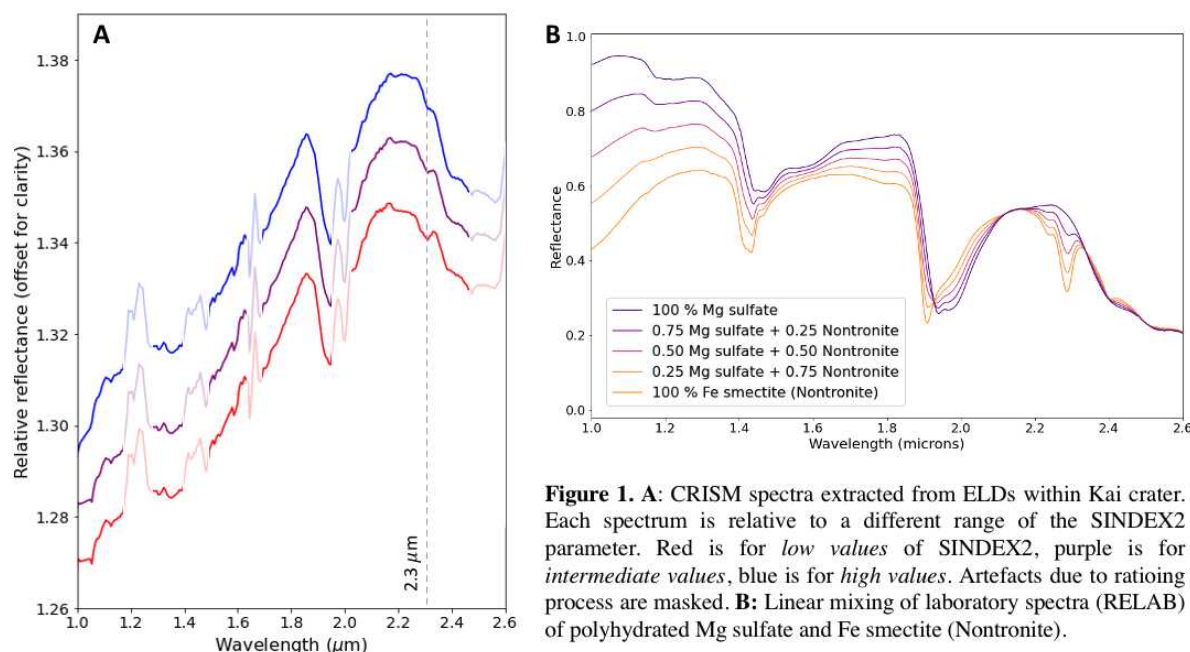 A
Relative reflectance (offset for clarity)
1.38
1.36
1.34
1.32
1.30
1.28
1.26
2.3 μm
1.0 1.2 1.4 1.6 1.8 2.0 2.2 2.4 2.6
Wavelength (μm)
B
Reflectance
1.0
0.8
0.6
0.4
0.2
0.0
100 % Mg sulfate
0.75 Mg sulfate + 0.25 Nontronite
0.50 Mg sulfate + 0.50 Nontronite
0.25 Mg sulfate + 0.75 Nontronite
100 % Fe smectite (Nontronite)
1.0 1.2 1.4 1.6 1.8 2.0 2.2 2.4 2.6
Wavelength (microns)
Figure 1. A: CRISM spectra extracted from ELDs within Kai crater.
Each spectrum is relative to a different range of the SINDEX2
parameter. Red is for low values of SINDEX2, purple is for
intermediate values, blue is for high values. Artefacts due to ratioing
process are masked. B: Linear mixing of laboratory spectra (RELAB)
of polyhydrated Mg sulfate and Fe smectite (Nontronite).